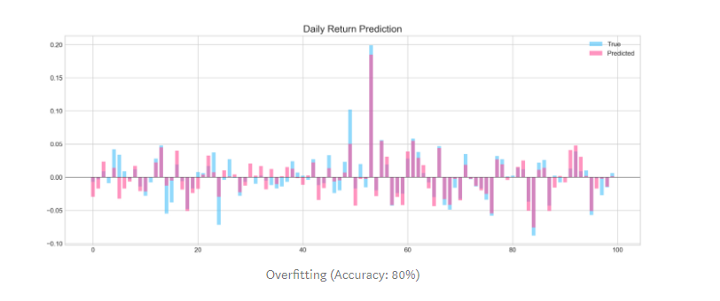 Daily Return Prediction
True
Predicted
0.20
0.15
0.10
0.05
0.00
−0.05
−0.10
0 20 40 60 80 100
Overfitting (Accuracy: 80%)